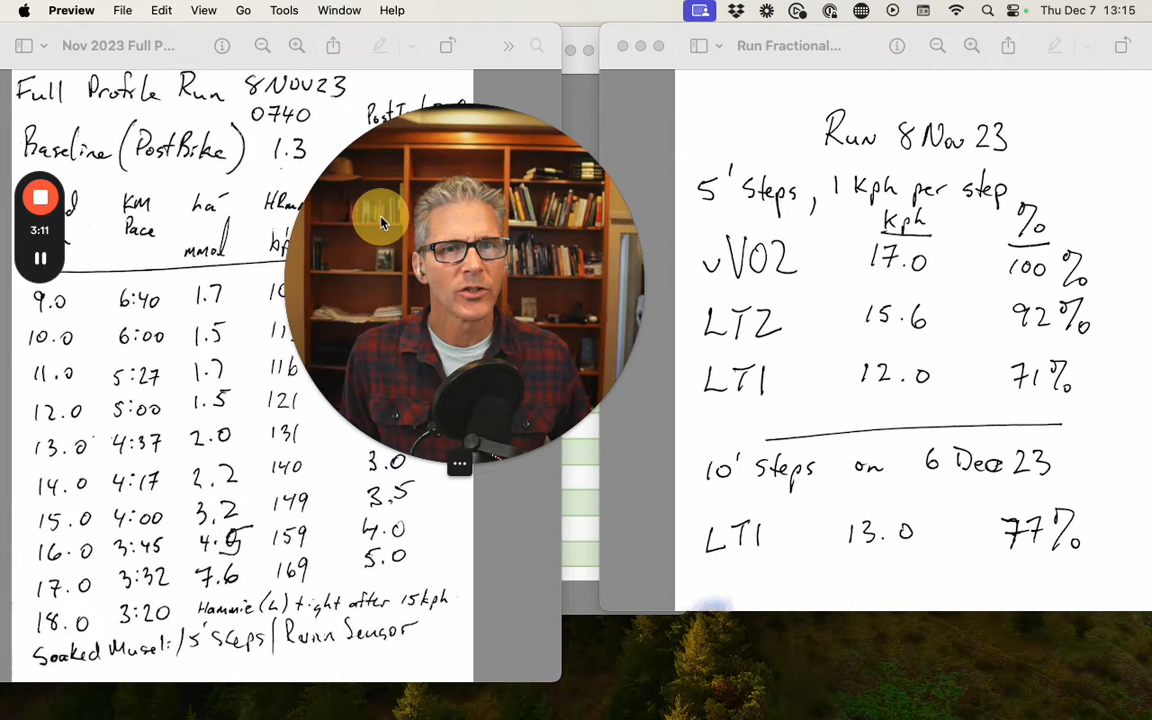 Preview File Edit View Go Tools Window Help Thu Dec 7 13:15
Nov 2023 Full P...
Full Profile Run 8 Nov 23
0740
Baseline (PostBike) 1.3
KM Pace la mmol
9.0 6:40 1.7
10.0 6:00 1.5
11.0 5:27 1.7 116
12.0 5:00 1.5 121
13.0 4:37 2.0 131
14.0 4:17 2.2 140 3.0
15.0 4:00 3.2 149 3.5
16.0 3:45 159 4.0
17.0 3:32 7.6 169 5.0
18.0 3:20 Hammie (L) tight after 15kph
Soaked Musel: / 5' Steps / Runn Sensor
3:11
Run Fractional...
Run 8 Nov 23
5' Steps, 1 kph per step
kph %
vVO2 17.0 100%
LT2 15.6 92%
LT1 12.0 71%
10' steps on 6 Dec 23
LT1 13.0 77%